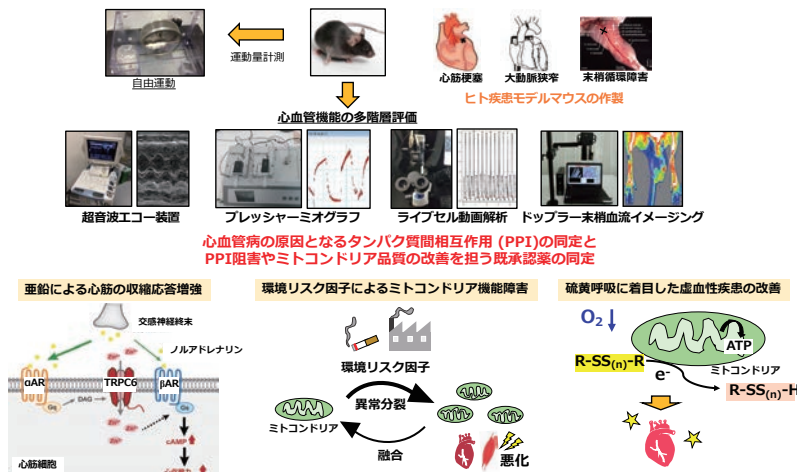 運動量計測
自由運動
心筋梗塞
大動脈狭窄
末梢循環障害
ヒト疾患モデルマウスの作製
心血管機能の多階層評価
超音波エコー装置
プレッシャーミオグラフ
ライブセル動画解析
ドップラー末梢血流イメージング
心血管病の原因となるタンパク質間相互作用 (PPI)の同定と
PPI阻害やミトコンドリア品質の改善を担う既承認薬の同定
亜鉛による心筋の収縮応答増強
交感神経終末
ノルアドレナリン
αAR
TRPC6
βAR
Zn²⁺
Zn²⁺
Zn²⁺
Zn²⁺
Gq
DAG
Gs
cAMP
心筋細胞
環境リスク因子によるミトコンドリア機能障害
環境リスク因子
異常分裂
ミトコンドリア
融合
悪化
硫黄呼吸に着目した虚血性疾患の改善
O₂
ATP
ミトコンドリア
R-SS(n)-R
e⁻
R-SS(n)-H